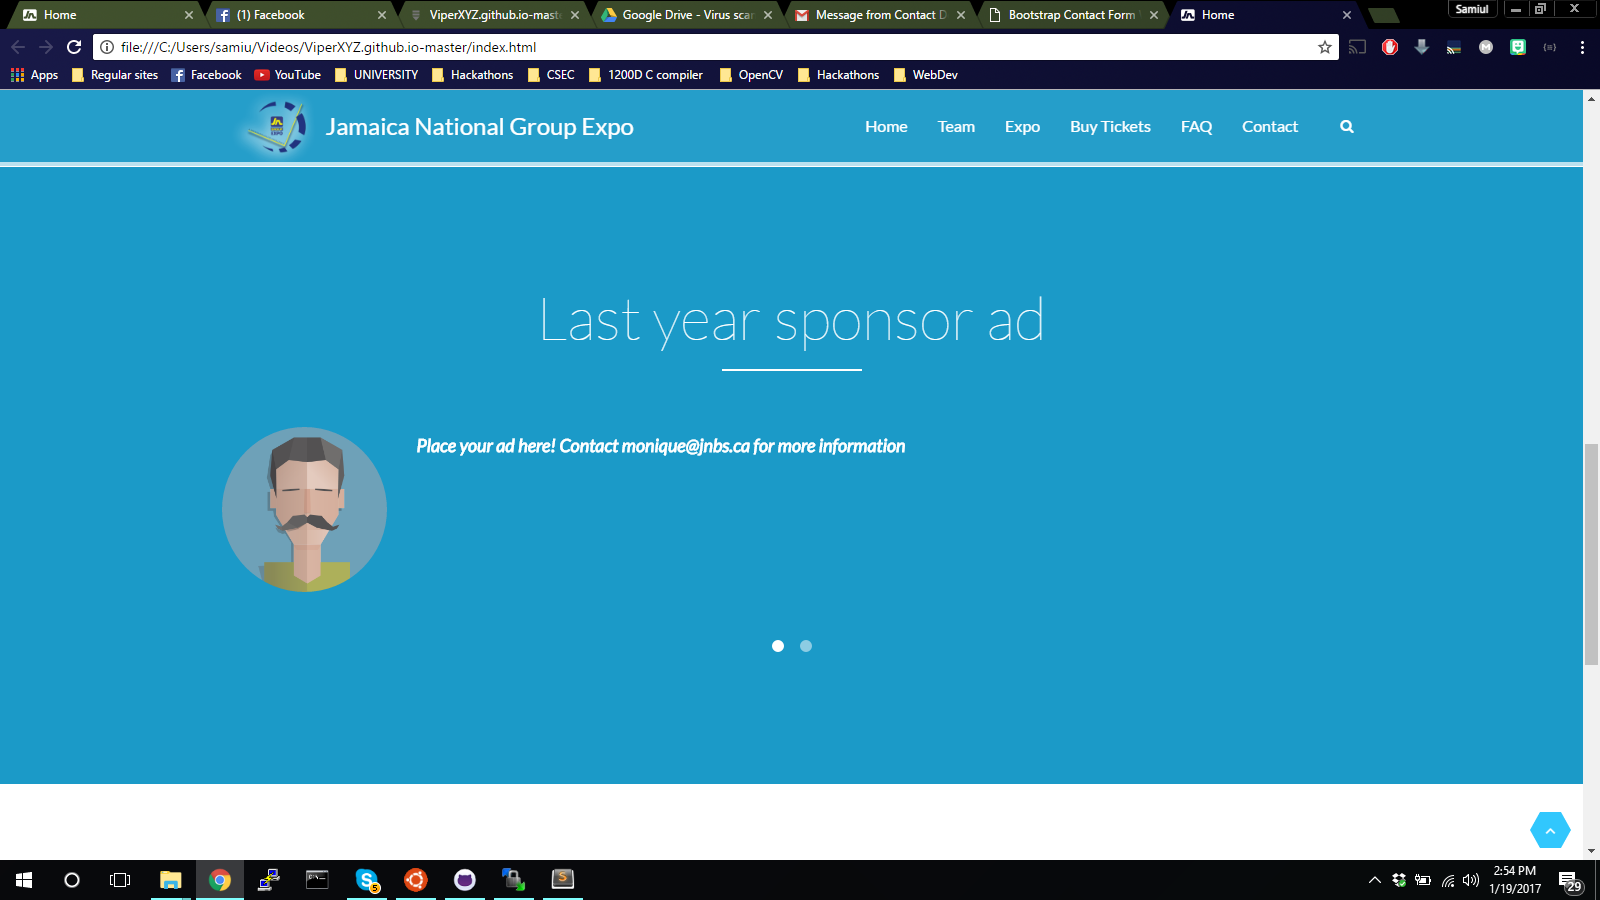 Home
(1) Facebook
ViperXYZ.github.io-maste
Google Drive - Virus scan
Message from Contact D
Bootstrap Contact Form
Home
Samiul
file:///C:/Users/samiu/Videos/ViperXYZ.github.io-master/index.html
Apps
Regular sites
Facebook
YouTube
UNIVERSITY
Hackathons
CSEC
1200D C compiler
OpenCV
Hackathons
WebDev
Jamaica National Group Expo
Home
Team
Expo
Buy Tickets
FAQ
Contact
Last year sponsor ad
Place your ad here! Contact monique@jnbs.ca for more information
2:54 PM
1/19/2017
5
29